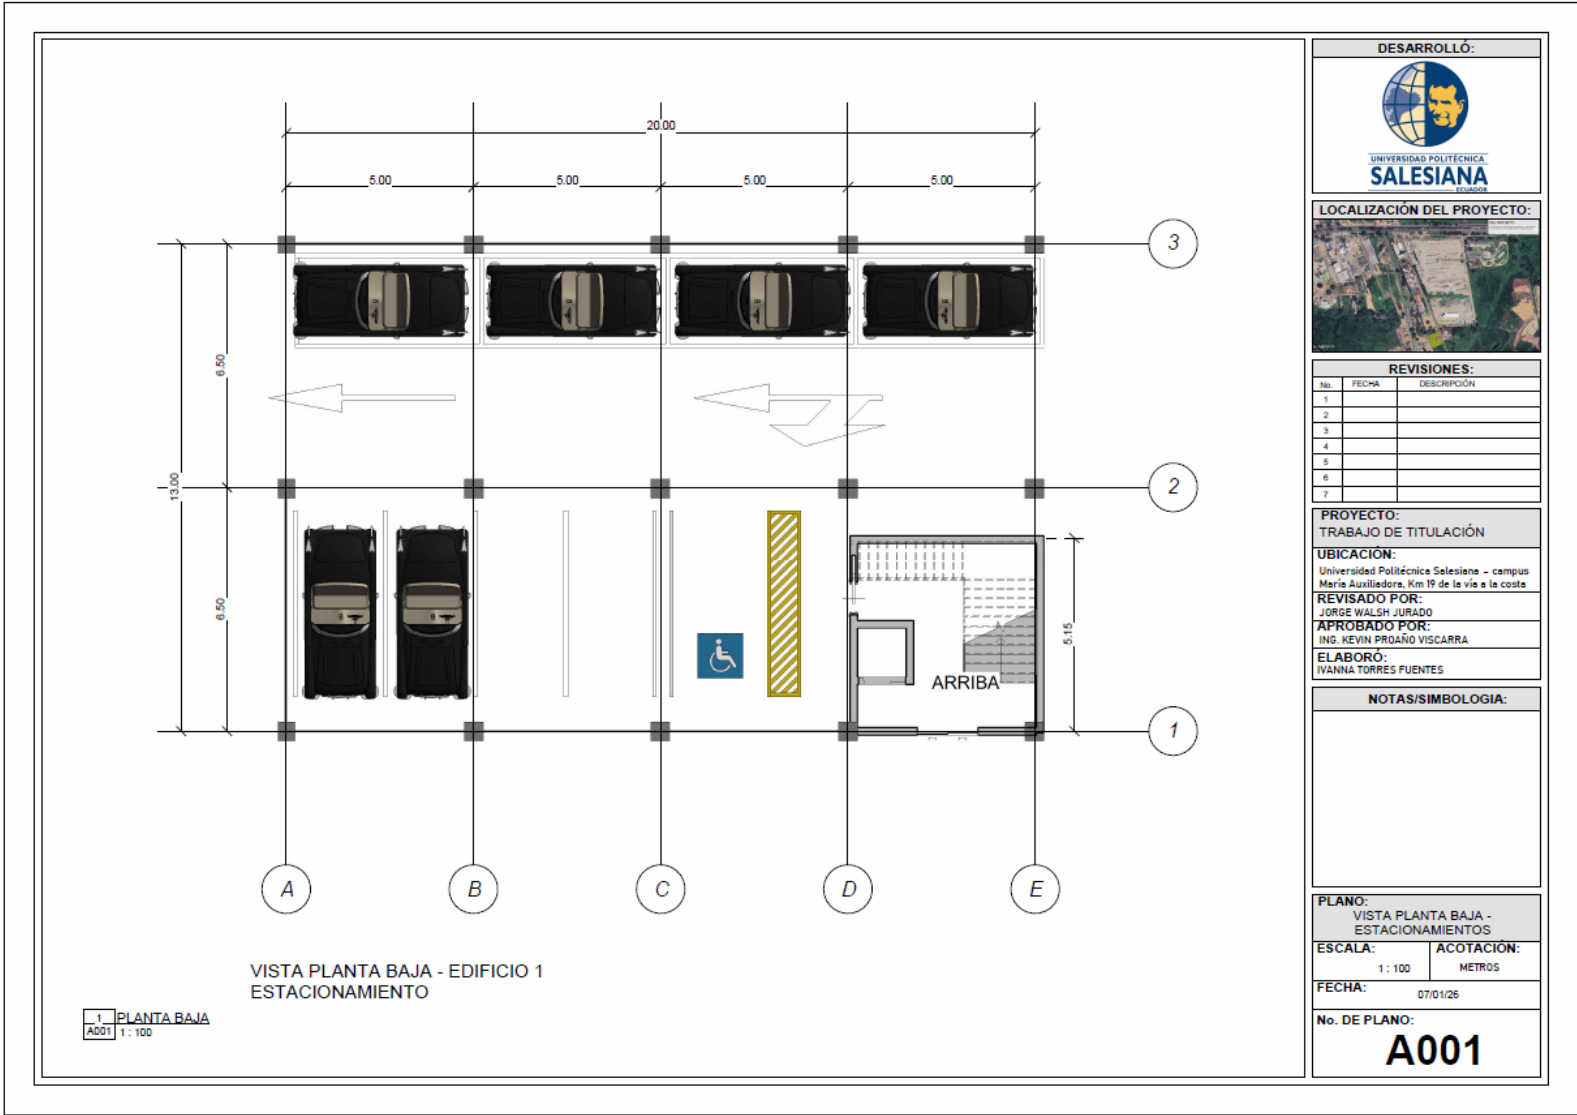 20.00
5.00
5.00
5.00
5.00
3
6.50
13.00
2
6.50
5.15
ARRIBA
1
A
B
C
D
E
VISTA PLANTA BAJA - EDIFICIO 1
ESTACIONAMIENTO
1
PLANTA BAJA
A001
1 : 100
DESARROLLÓ:
UNIVERSIDAD POLITÉCNICA
SALESIANA
ECUADOR
LOCALIZACIÓN DEL PROYECTO:
REVISIONES:
No. FECHA DESCRIPCIÓN
1
2
3
4
5
6
7
PROYECTO:
TRABAJO DE TITULACIÓN
UBICACIÓN:
Universidad Politécnica Salesiana - campus
María Auxiliadora, Km 19 de la vía a la costa
REVISADO POR:
JORGE WALSH JURADO
APROBADO POR:
ING. KEVIN PROAÑO VISCARRA
ELABORÓ:
IVANNA TORRES FUENTES
NOTAS/SIMBOLOGIA:
PLANO:
VISTA PLANTA BAJA -
ESTACIONAMIENTOS
ESCALA: ACOTACIÓN:
1 : 100 METROS
FECHA:
07/01/26
No. DE PLANO:
A001